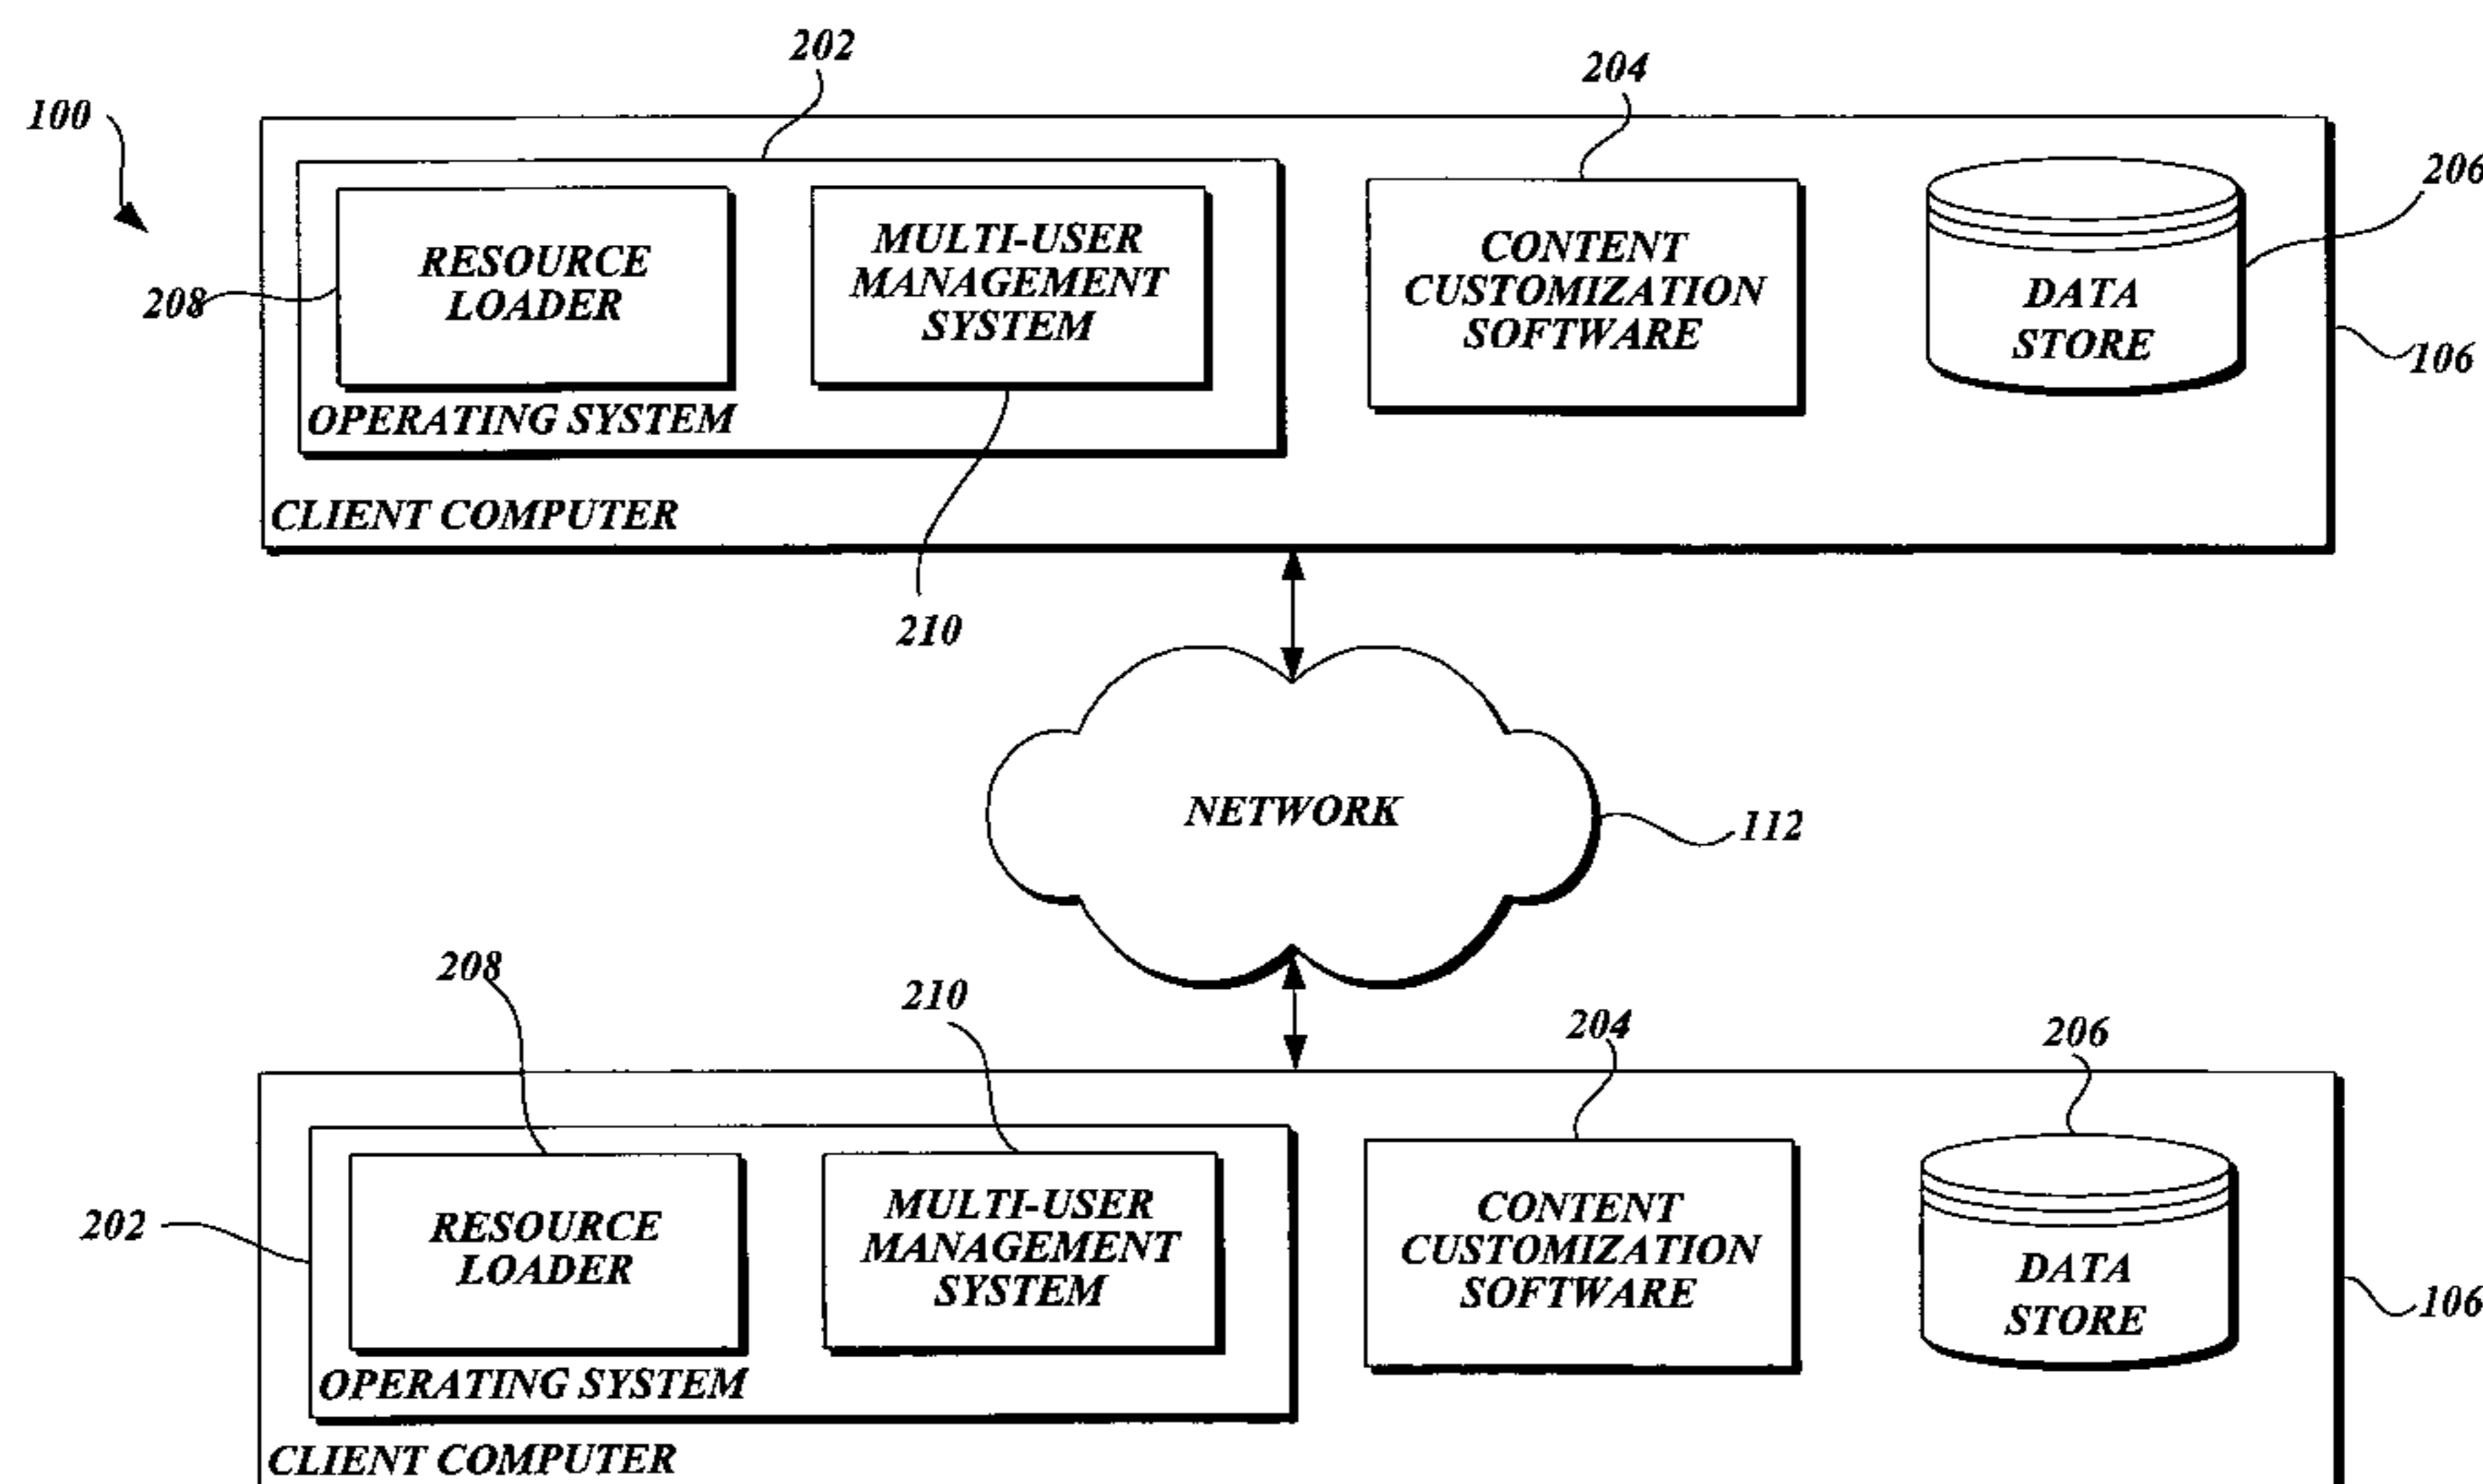 202
204
100
206
RESOURCE
LOADER
MULTI-USER
MANAGEMENT
SYSTEM
CONTENT
CUSTOMIZATION
SOFTWARE
DATA
STORE
208
106
OPERATING SYSTEM
CLIENT COMPUTER
210
NETWORK
112
208
210
204
206
202
RESOURCE
LOADER
MULTI-USER
MANAGEMENT
SYSTEM
CONTENT
CUSTOMIZATION
SOFTWARE
DATA
STORE
106
OPERATING SYSTEM
CLIENT COMPUTER